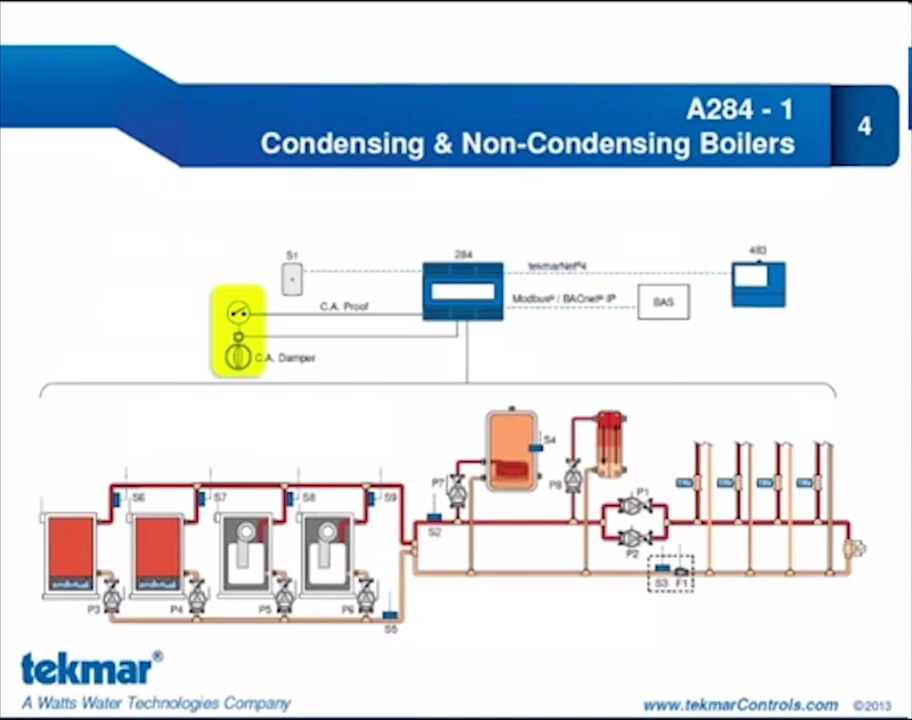 A284 - 1
Condensing & Non-Condensing Boilers
4
S1
284
tekmarNet®4
483
C.A. Proof
Modbus® / BACnet® IP
BAS
C.A. Damper
S4
S6
S7
S8
S9
P7
P8
P1
S2
P2
S3
F1
P3
P4
P5
P6
S5
tekmar®
A Watts Water Technologies Company
www.tekmarControls.com ©2013